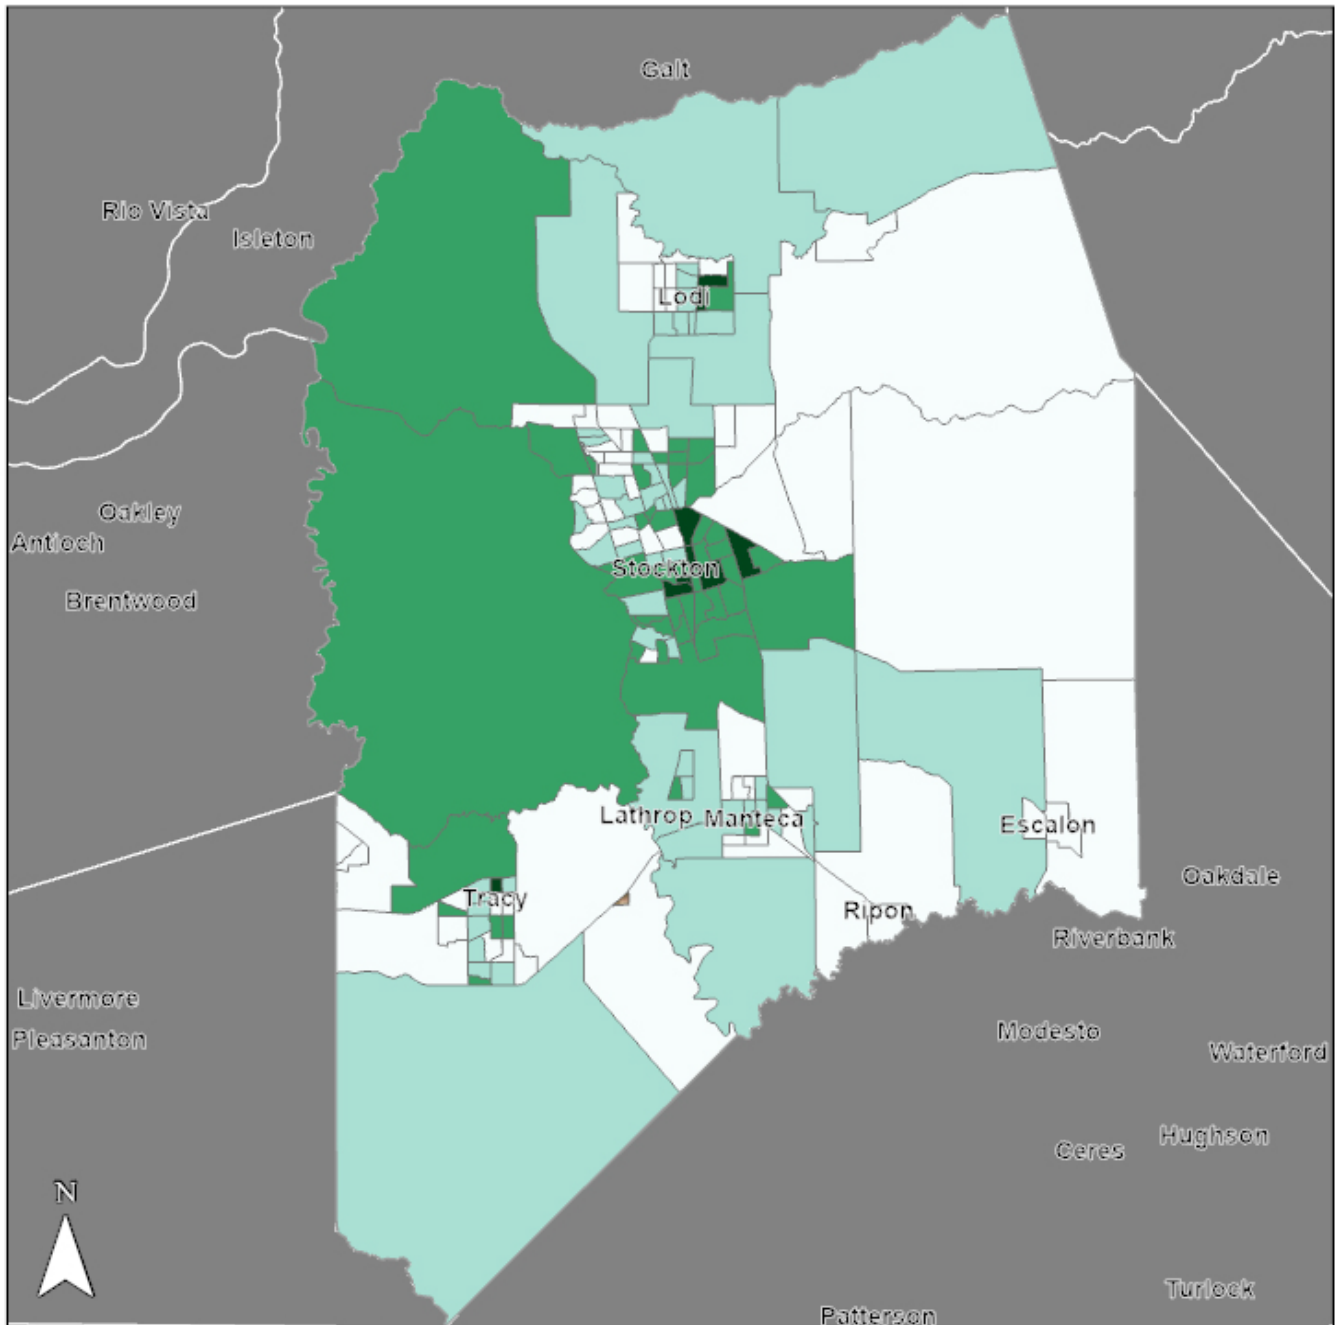 Galt
Rio Vista
Isleton
Lodi
Oakley
Antioch
Stockton
Brentwood
Lathrop
Manteca
Escalon
Oakdale
Tracy
Ripon
Riverbank
Livermore
Modesto
Pleasanton
Waterford
Hughson
Ceres
N
Turlock
Patterson